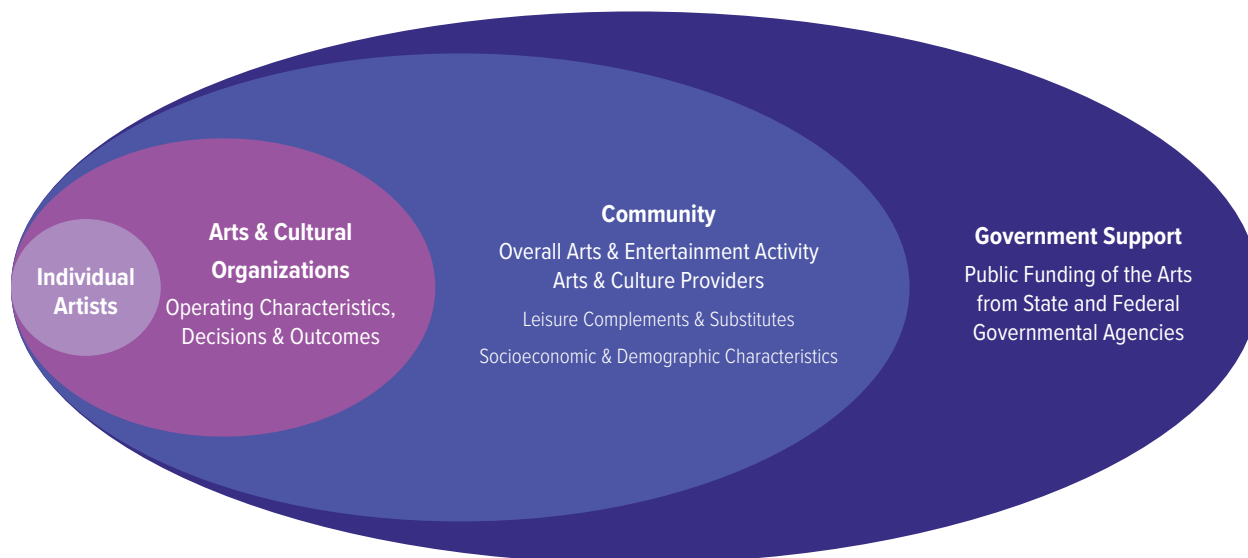 Individual
Artists
Arts & Cultural
Organizations
Operating Characteristics,
Decisions & Outcomes
Community
Overall Arts & Entertainment Activity
Arts & Culture Providers
Leisure Complements & Substitutes
Socioeconomic & Demographic Characteristics
Government Support
Public Funding of the Arts
from State and Federal
Governmental Agencies